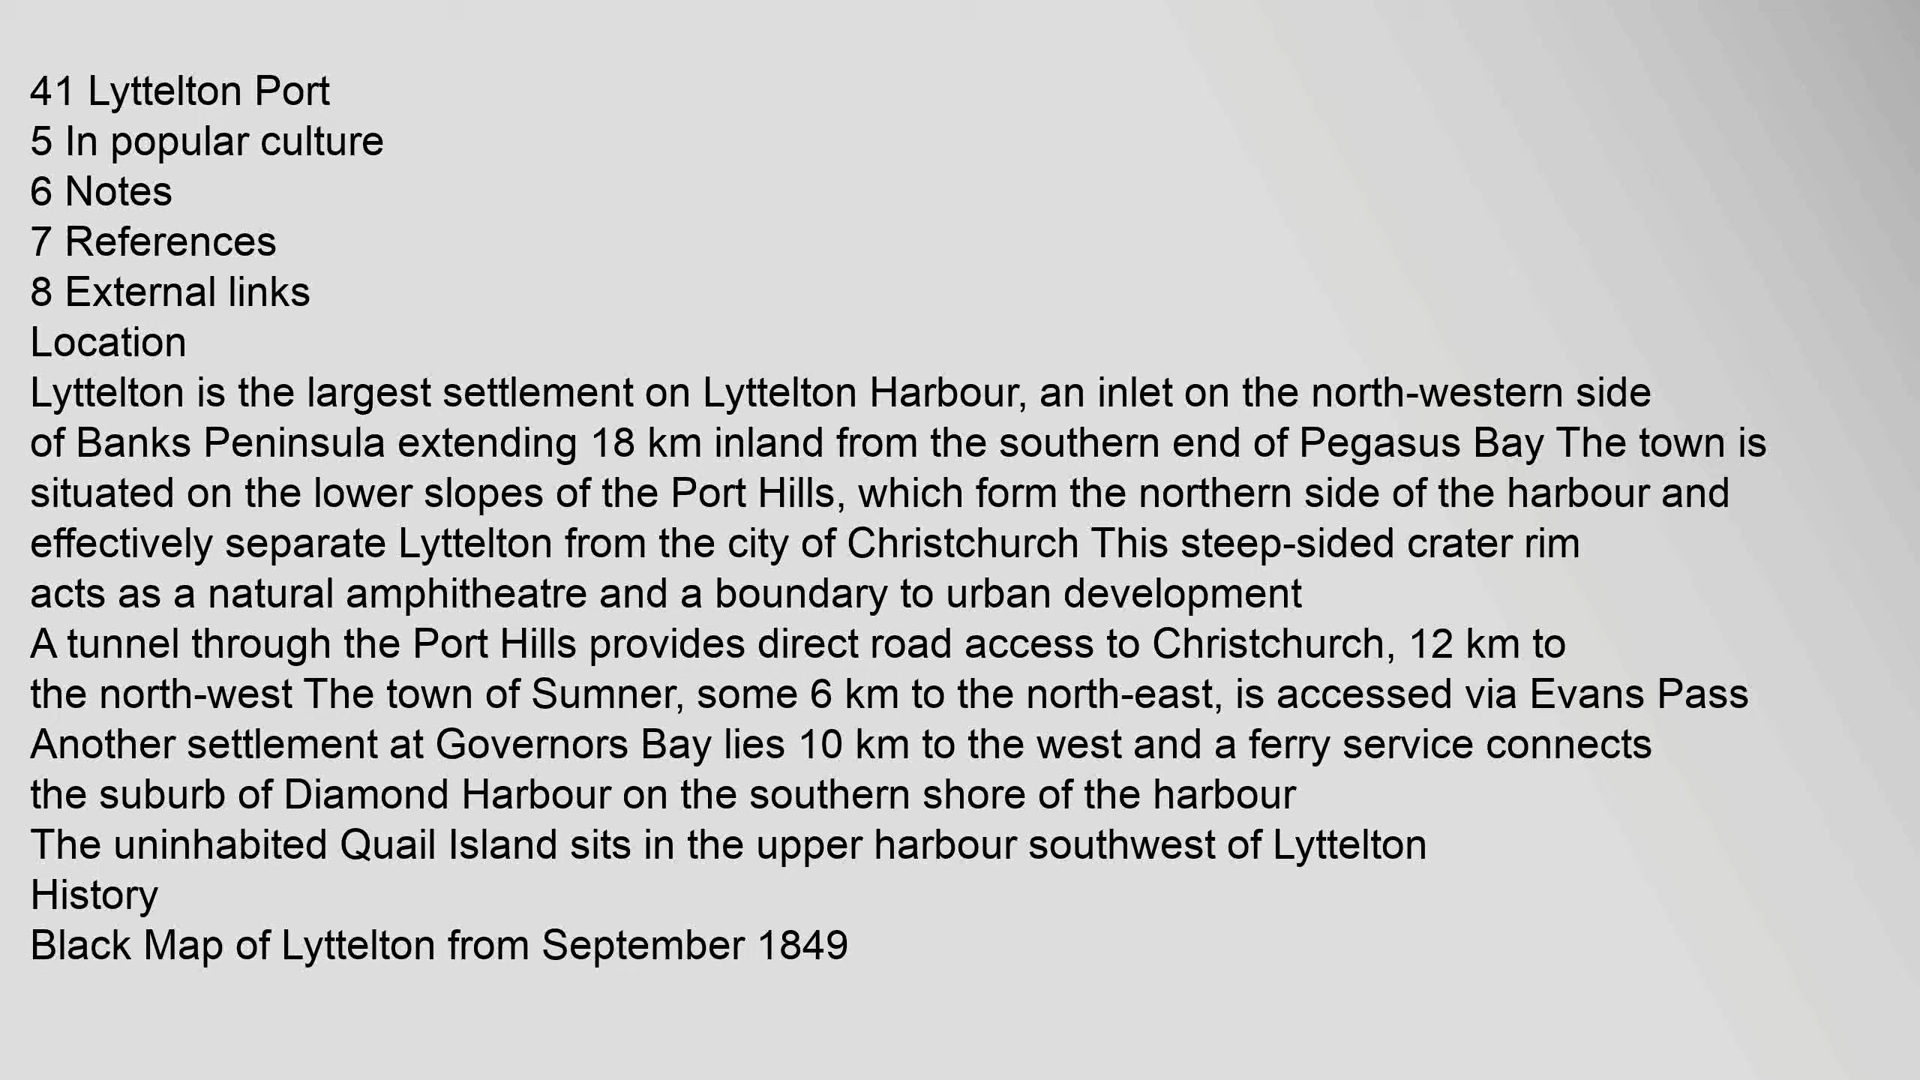 41 Lyttelton Port
5 In popular culture
6 Notes
7 References
8 External links
Location
Lyttelton is the largest settlement on Lyttelton Harbour, an inlet on the north-western side
of Banks Peninsula extending 18 km inland from the southern end of Pegasus Bay The town is
situated on the lower slopes of the Port Hills, which form the northern side of the harbour and
effectively separate Lyttelton from the city of Christchurch This steep-sided crater rim
acts as a natural amphitheatre and a boundary to urban development
A tunnel through the Port Hills provides direct road access to Christchurch, 12 km to
the north-west The town of Sumner, some 6 km to the north-east, is accessed via Evans Pass
Another settlement at Governors Bay lies 10 km to the west and a ferry service connects
the suburb of Diamond Harbour on the southern shore of the harbour
The uninhabited Quail Island sits in the upper harbour southwest of Lyttelton
History
Black Map of Lyttelton from September 1849